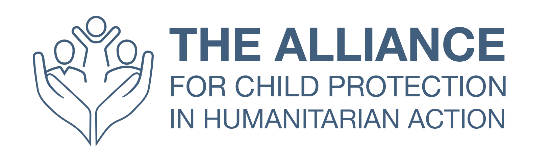 THE ALLIANCE
FOR CHILD PROTECTION
IN HUMANITARIAN ACTION